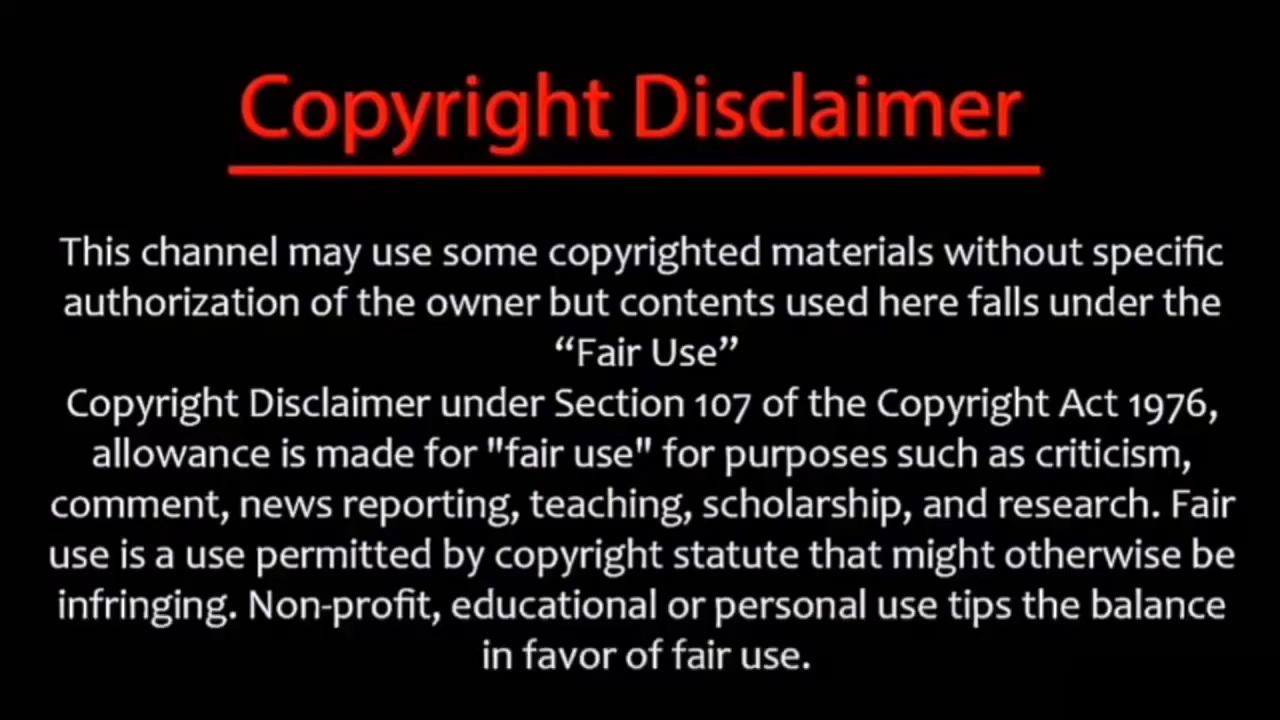 Copyright Disclaimer
This channel may use some copyrighted materials without specific
authorization of the owner but contents used here falls under the
“Fair Use”
Copyright Disclaimer under Section 107 of the Copyright Act 1976,
allowance is made for "fair use" for purposes such as criticism,
comment, news reporting, teaching, scholarship, and research. Fair
use is a use permitted by copyright statute that might otherwise be
infringing. Non-profit, educational or personal use tips the balance
in favor of fair use.